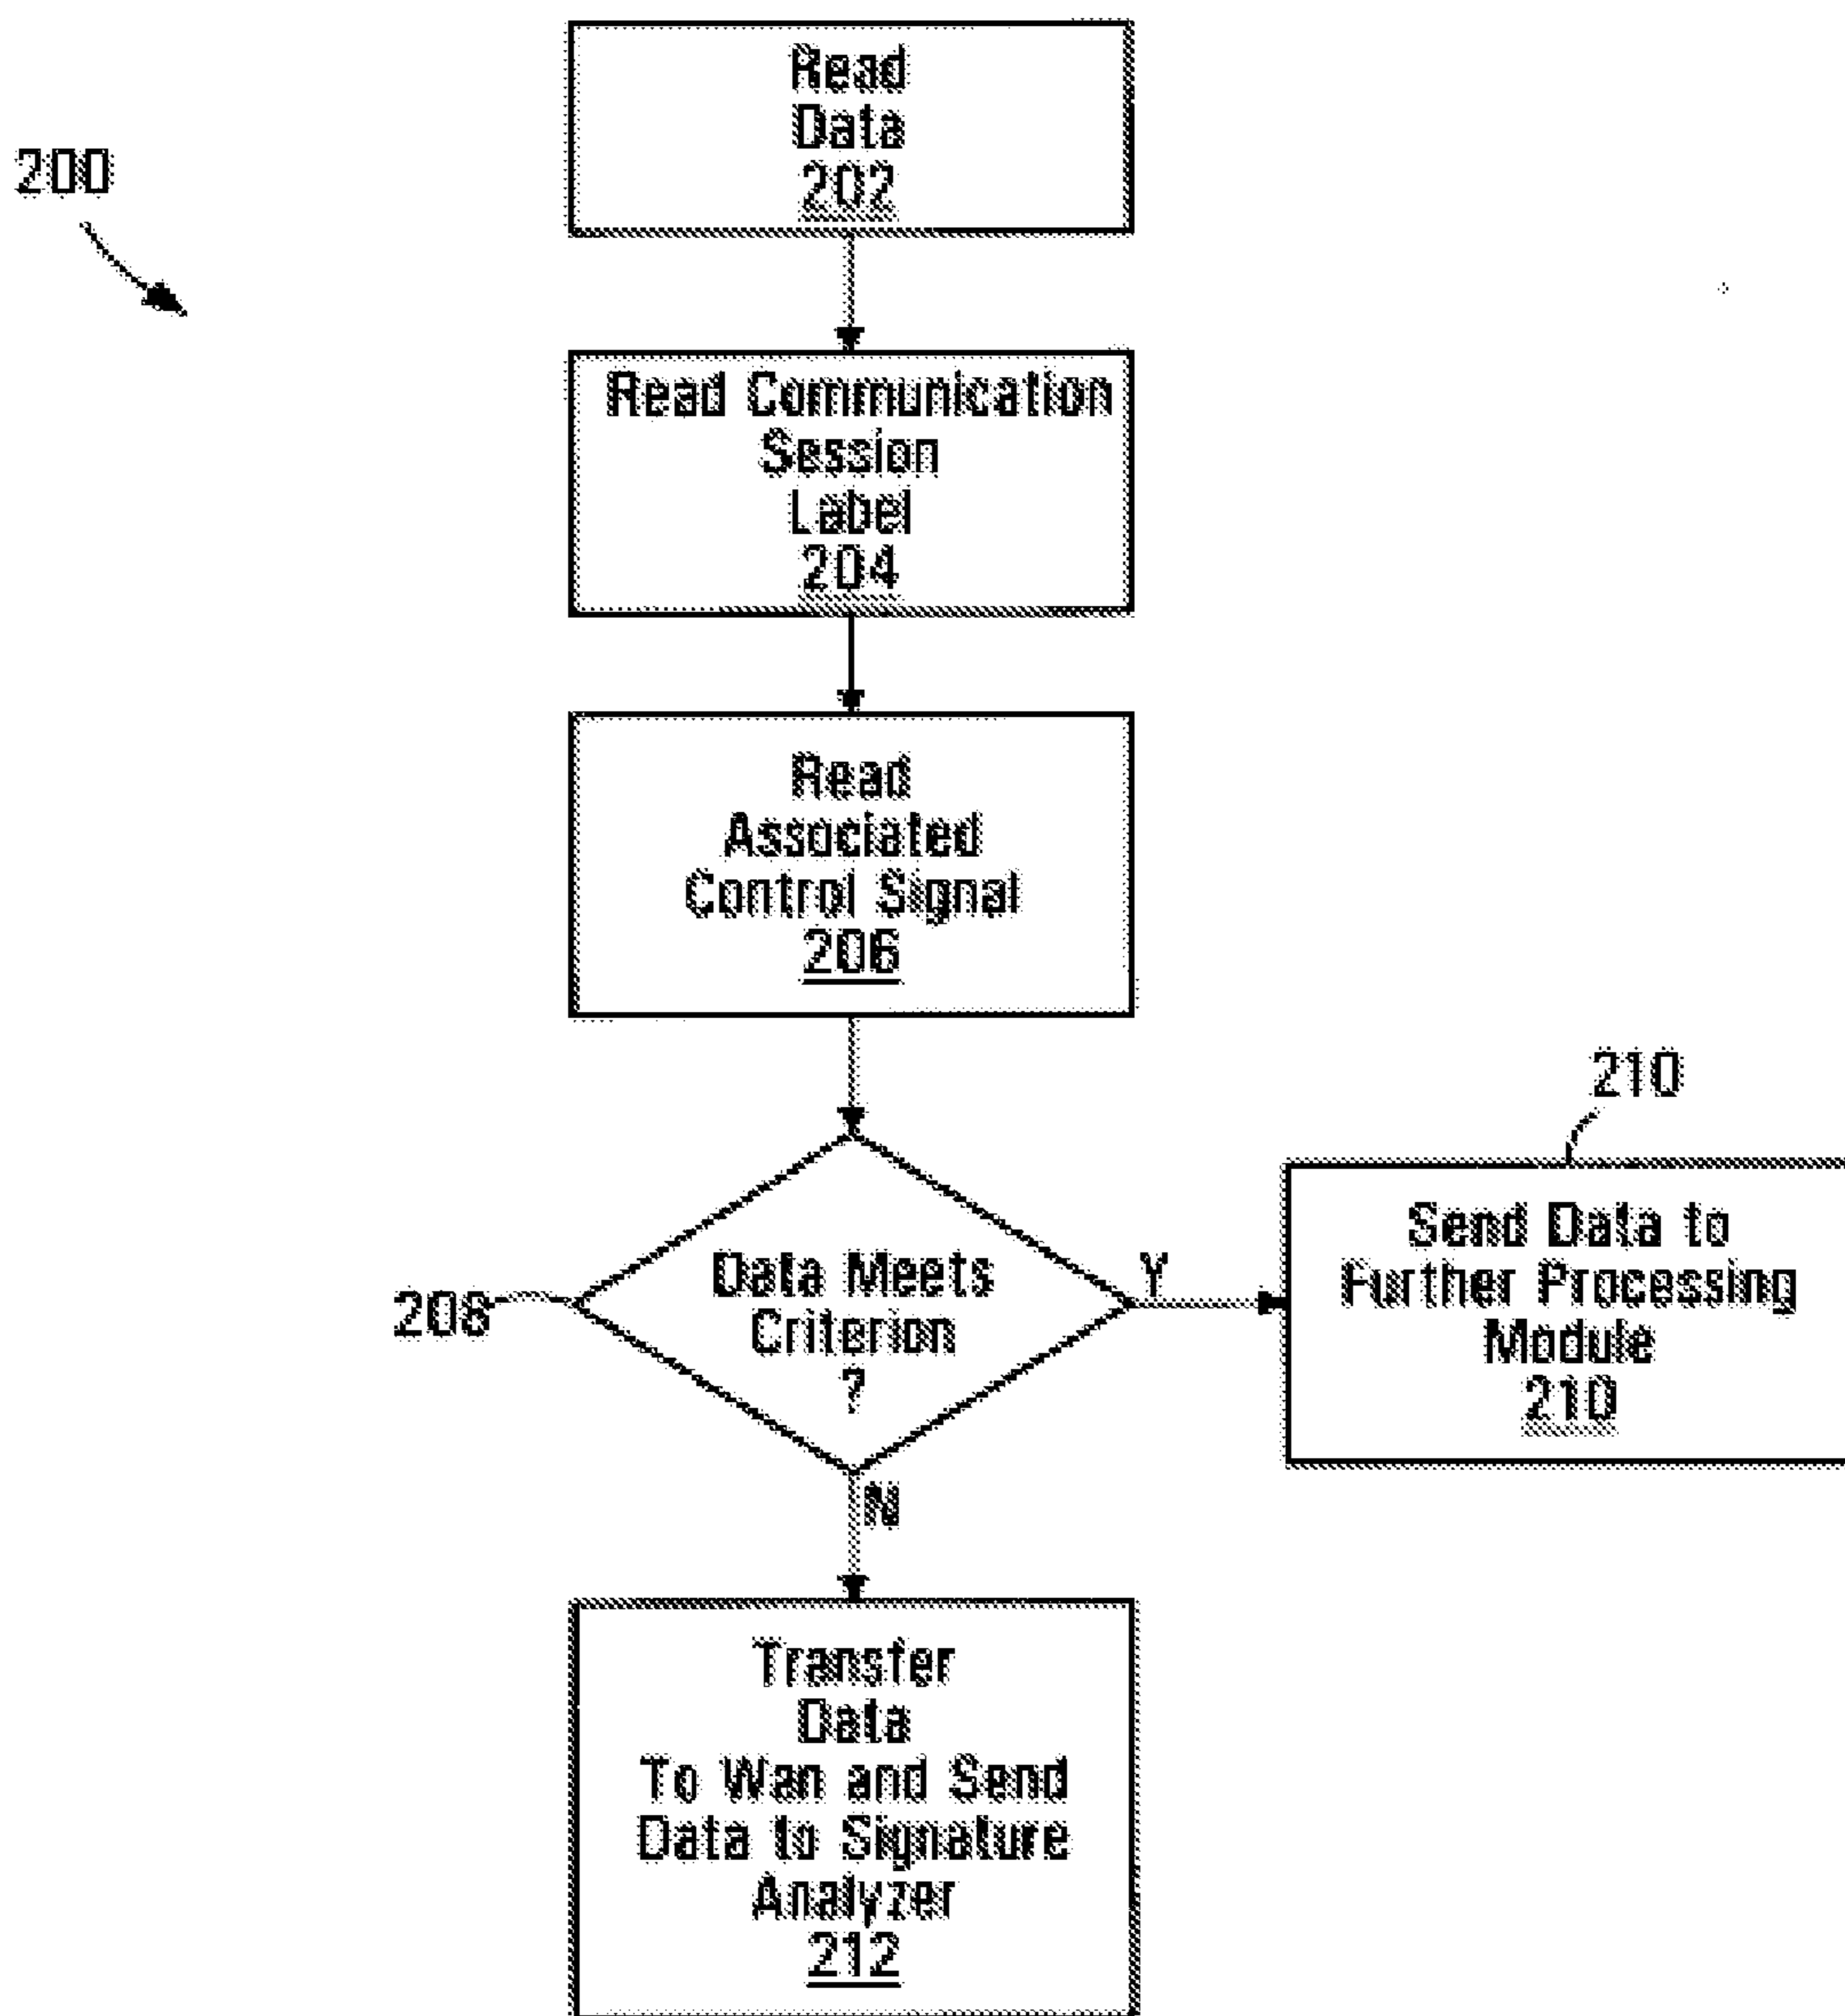 Read
Data
202
200
Read Communication
Session
Label
204
Read
Associated
Control Signal
206
210
Data Meets
Criterion
?
208
Y
Send Data to
Further Processing
Module
210
N
Transfer
Data
To Wan and Send
Data to Signature
Analyzer
212